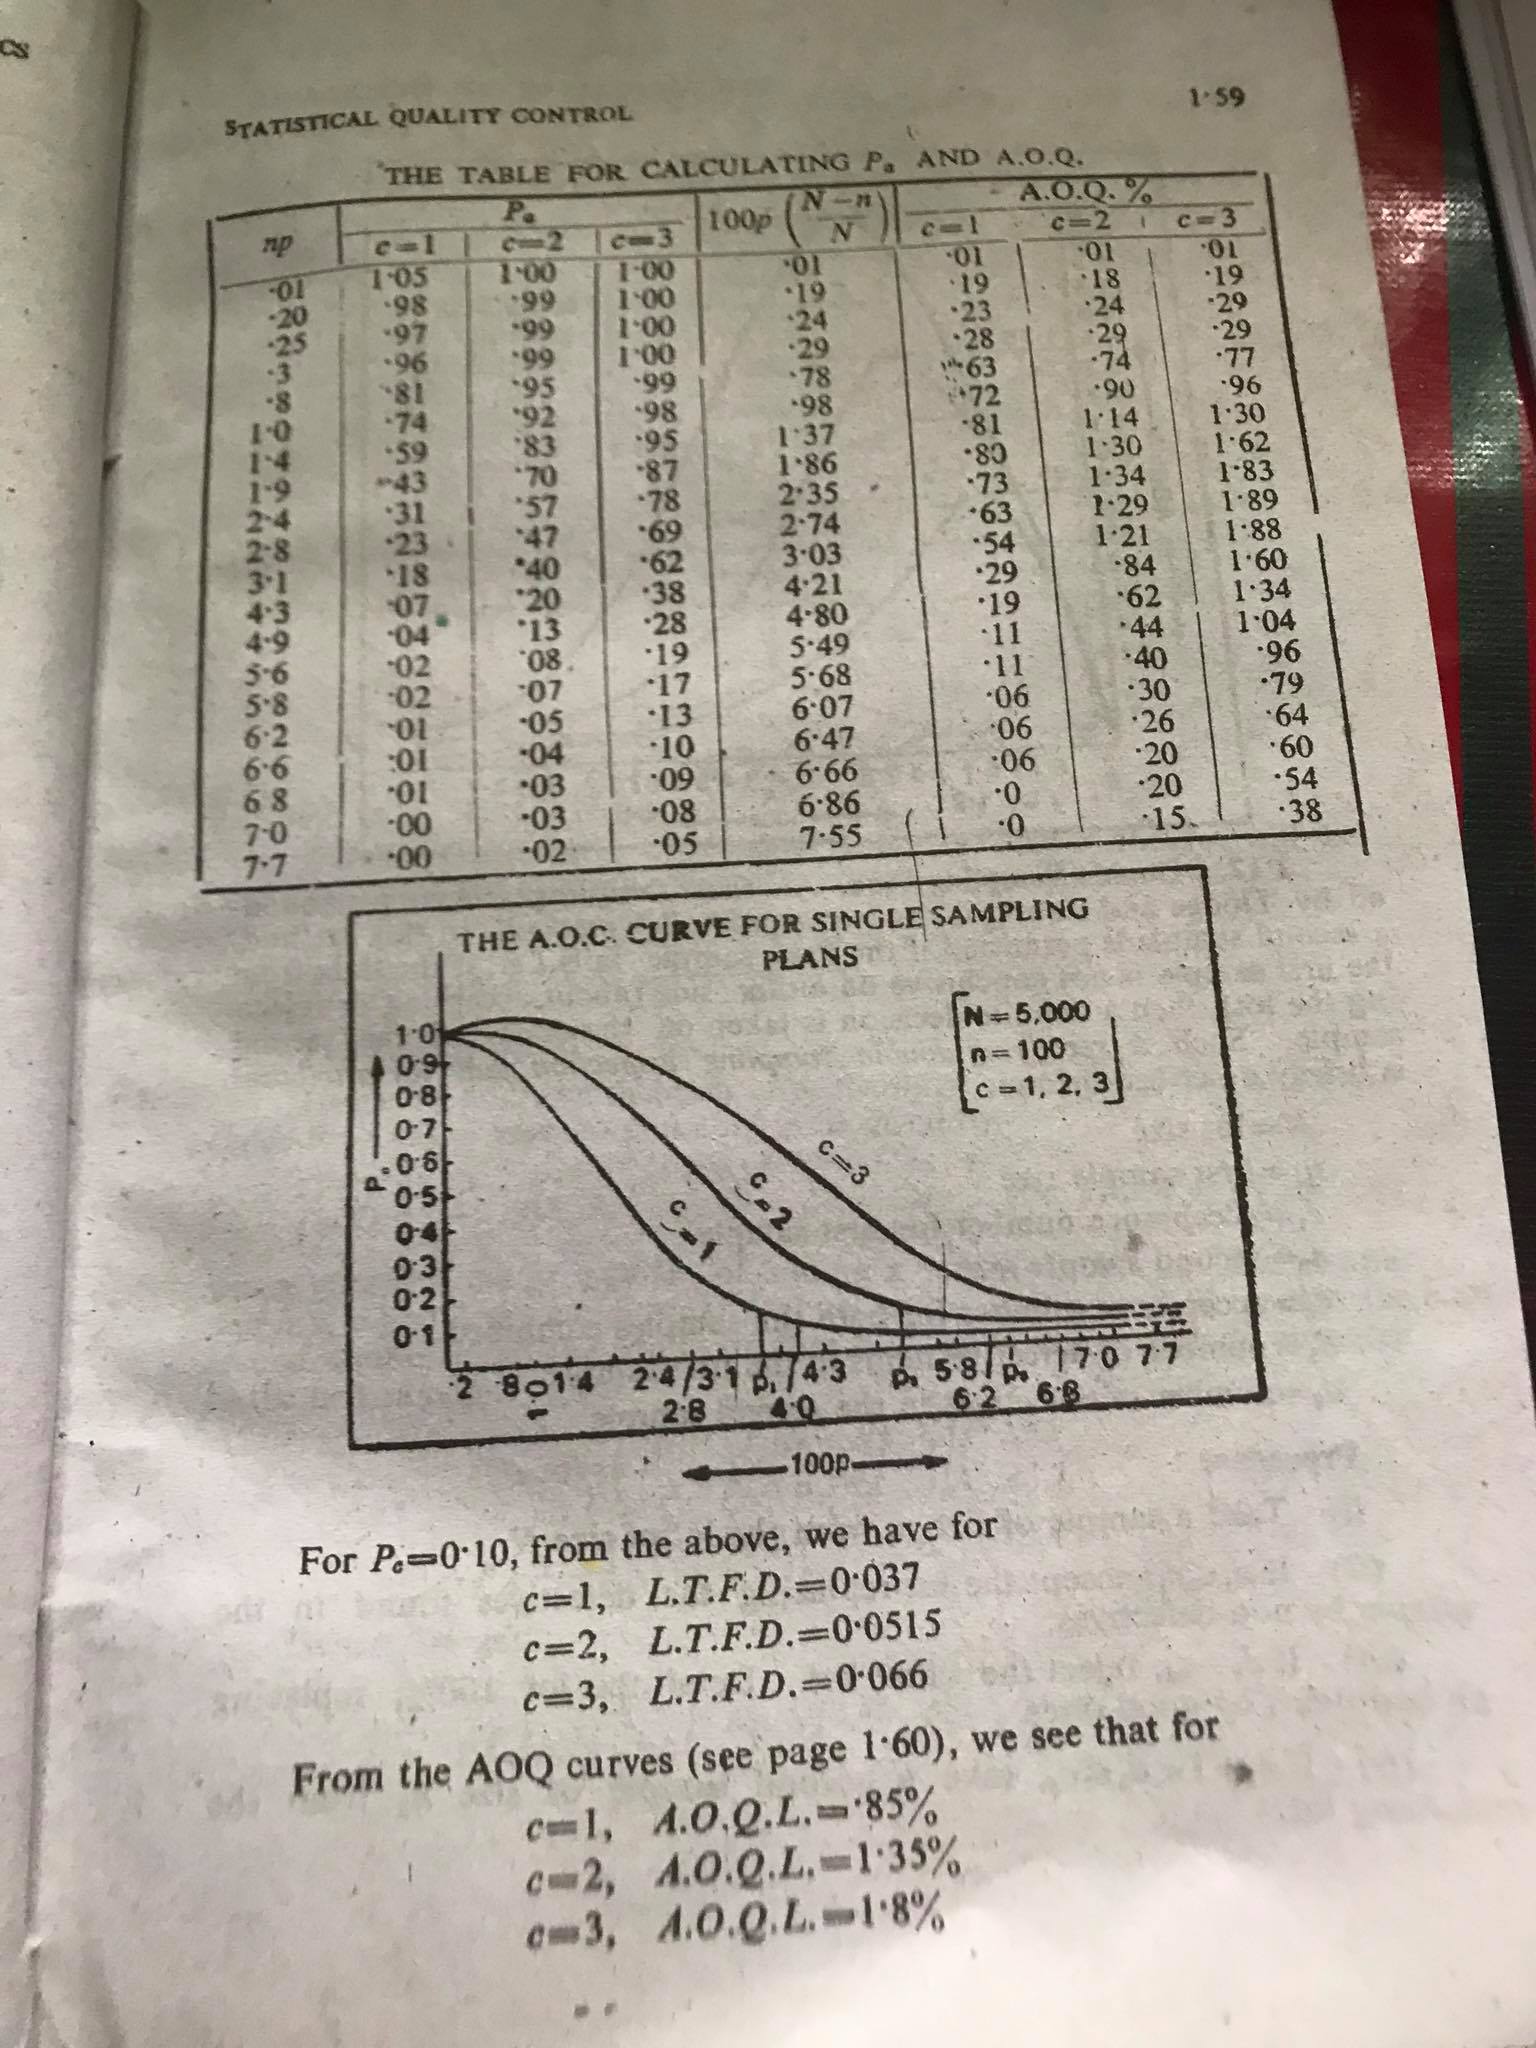 cs
STATISTICAL QUALITY CONTROL 1·59
THE TABLE FOR CALCULATING Pa AND A.O.Q.
np Pa 100p (N−n / N) A.O.Q. %
c=1 c=2 c=3 c=1 c=2 c=3
·01 1·05 1·00 1·00 ·01 ·01 ·01 ·01
·20 ·98 ·99 1·00 ·19 ·19 ·18 ·19
·25 ·97 ·99 1·00 ·24 ·23 ·24 ·29
·3 ·96 ·99 1·00 ·29 ·28 ·29 ·29
·8 ·81 ·95 ·99 ·78 ·63 ·74 ·77
1·0 ·74 ·92 ·98 ·98 ·72 ·90 ·96
1·4 ·59 ·83 ·95 1·37 ·81 1·14 1·30
1·9 ·43 ·70 ·87 1·86 ·80 1·30 1·62
2·4 ·31 ·57 ·78 2·35 ·73 1·34 1·83
2·8 ·23 ·47 ·69 2·74 ·63 1·29 1·89
3·1 ·18 ·40 ·62 3·03 ·54 1·21 1·88
4·3 ·07 ·20 ·38 4·21 ·29 ·84 1·60
4·9 ·04 ·13 ·28 4·80 ·19 ·62 1·34
5·6 ·02 ·08 ·19 5·49 ·11 ·44 1·04
5·8 ·02 ·07 ·17 5·68 ·11 ·40 ·96
6·2 ·01 ·05 ·13 6·07 ·06 ·30 ·79
6·6 ·01 ·04 ·10 6·47 ·06 ·26 ·64
6 8 ·01 ·03 ·09 6·66 ·06 ·20 ·60
7·0 ·00 ·03 ·08 6·86 ·0 ·20 ·54
7·7 ·00 ·02 ·05 7·55 ·0 ·15 ·38
THE A.O.C. CURVE FOR SINGLE SAMPLING
PLANS
N=5,000
n=100
c=1, 2, 3
1·0
0·9
0·8
0·7
0·6
0·5
0·4
0·3
0·2
0·1
c=1
c=2
c=3
·2 ·8 1·0 1·4 2·4 3·1 p₁ 4·3 5·8 7·0 7·7
2·8 4·0 6·2 6·8
100p
For Pa=0·10, from the above, we have for
c=1, L.T.F.D.=0·037
c=2, L.T.F.D.=0·0515
c=3, L.T.F.D.=0·066
From the AOQ curves (see page 1·60), we see that for
c=1, A.O.Q.L.=·85%
c=2, A.O.Q.L.=1·35%
c=3, A.O.Q.L.=1·8%